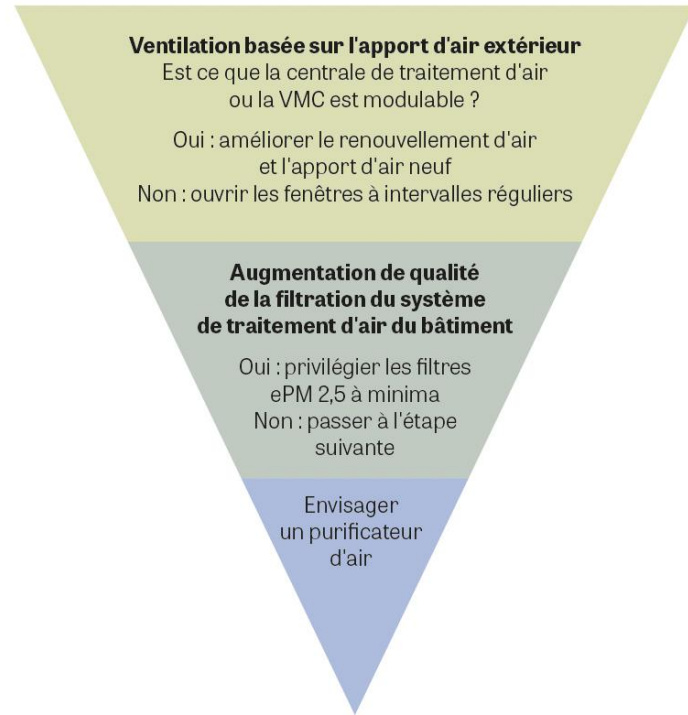 Ventilation basée sur l'apport d'air extérieur
Est ce que la centrale de traitement d'air
ou la VMC est modulable ?
Oui : améliorer le renouvellement d'air
et l'apport d'air neuf
Non : ouvrir les fenêtres à intervalles réguliers
Augmentation de qualité
de la filtration du système
de traitement d'air du bâtiment
Oui : privilégier les filtres
ePM 2,5 à minima
Non : passer à l'étape
suivante
Envisager
un purificateur
d'air